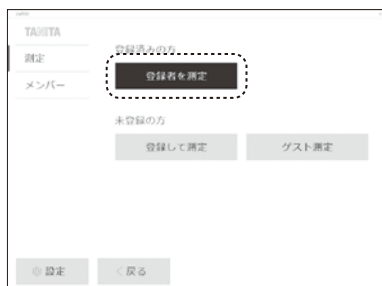 TANITA
測定
メンバー
登録済みの方
登録者を測定
未登録の方
登録して測定
ゲスト測定
設定
＜戻る